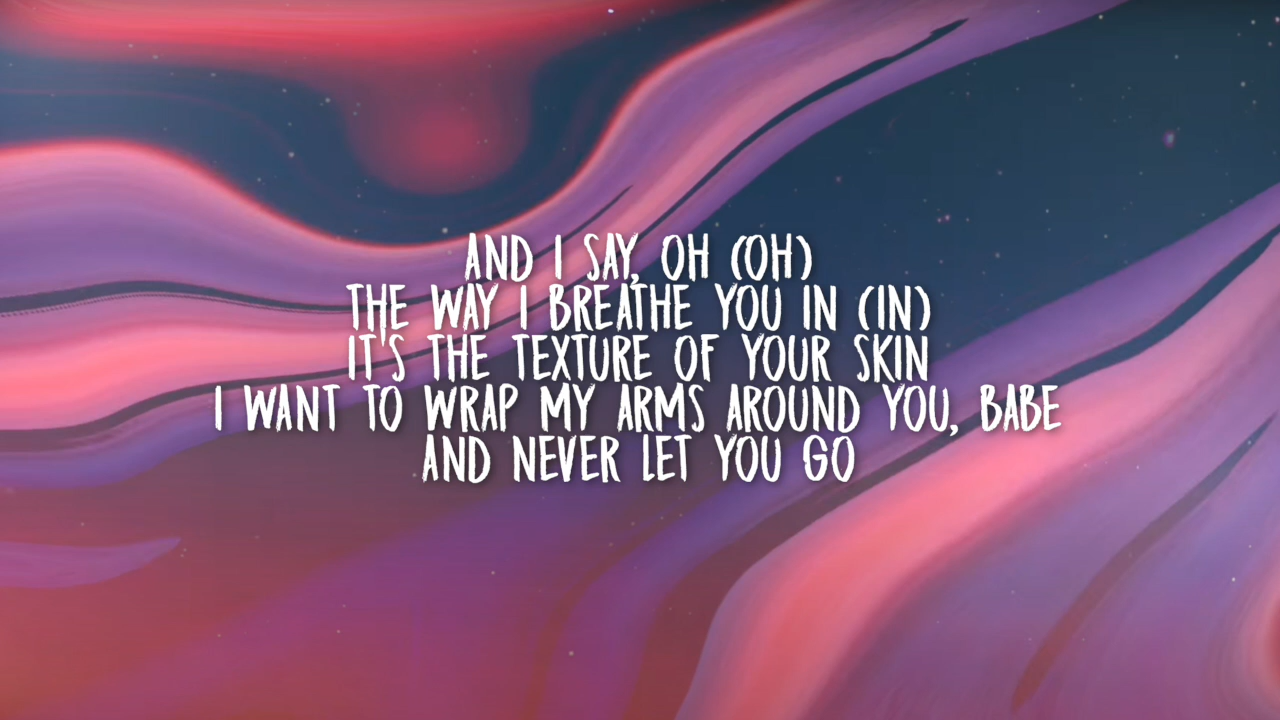 AND I SAY, OH (OH)
THE WAY I BREATHE YOU IN (IN)
IT'S THE TEXTURE OF YOUR SKIN
I WANT TO WRAP MY ARMS AROUND YOU, BABE
AND NEVER LET YOU GO